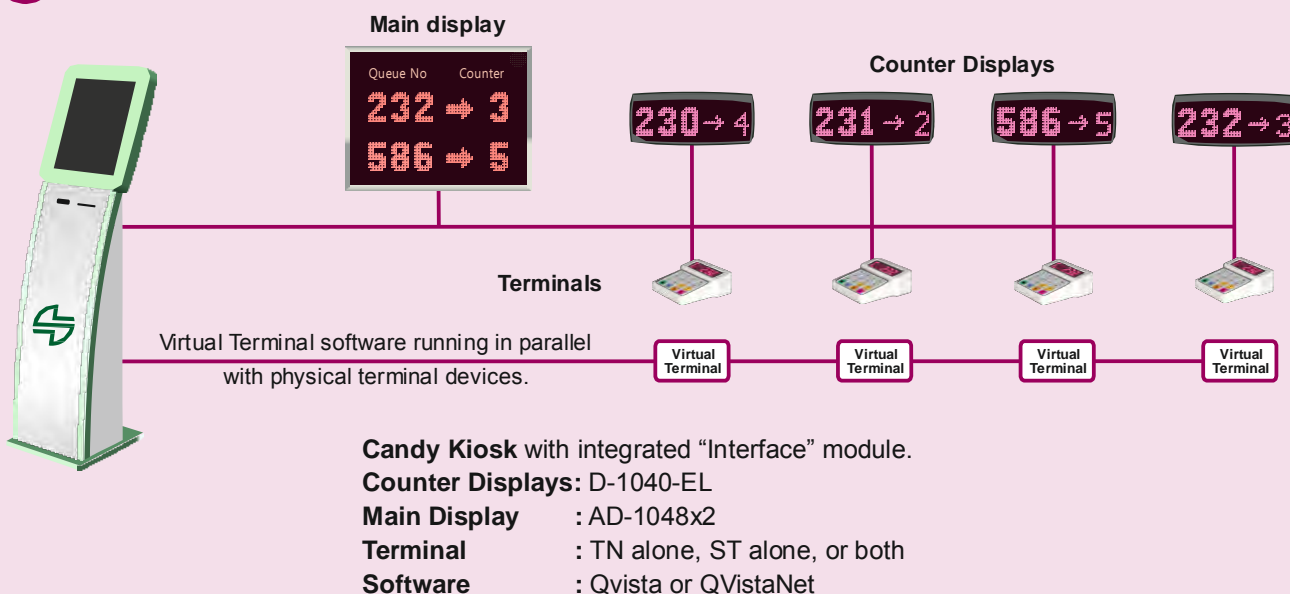 Main display
Queue No Counter
232 → 3
586 → 5
Counter Displays
230→4
231→2
586→5
232→3
Terminals
Virtual Terminal software running in parallel
with physical terminal devices.
Virtual
Terminal
Virtual
Terminal
Virtual
Terminal
Virtual
Terminal
Candy Kiosk with integrated “Interface” module.
Counter Displays: D-1040-EL
Main Display : AD-1048x2
Terminal : TN alone, ST alone, or both
Software : Qvista or QVistaNet